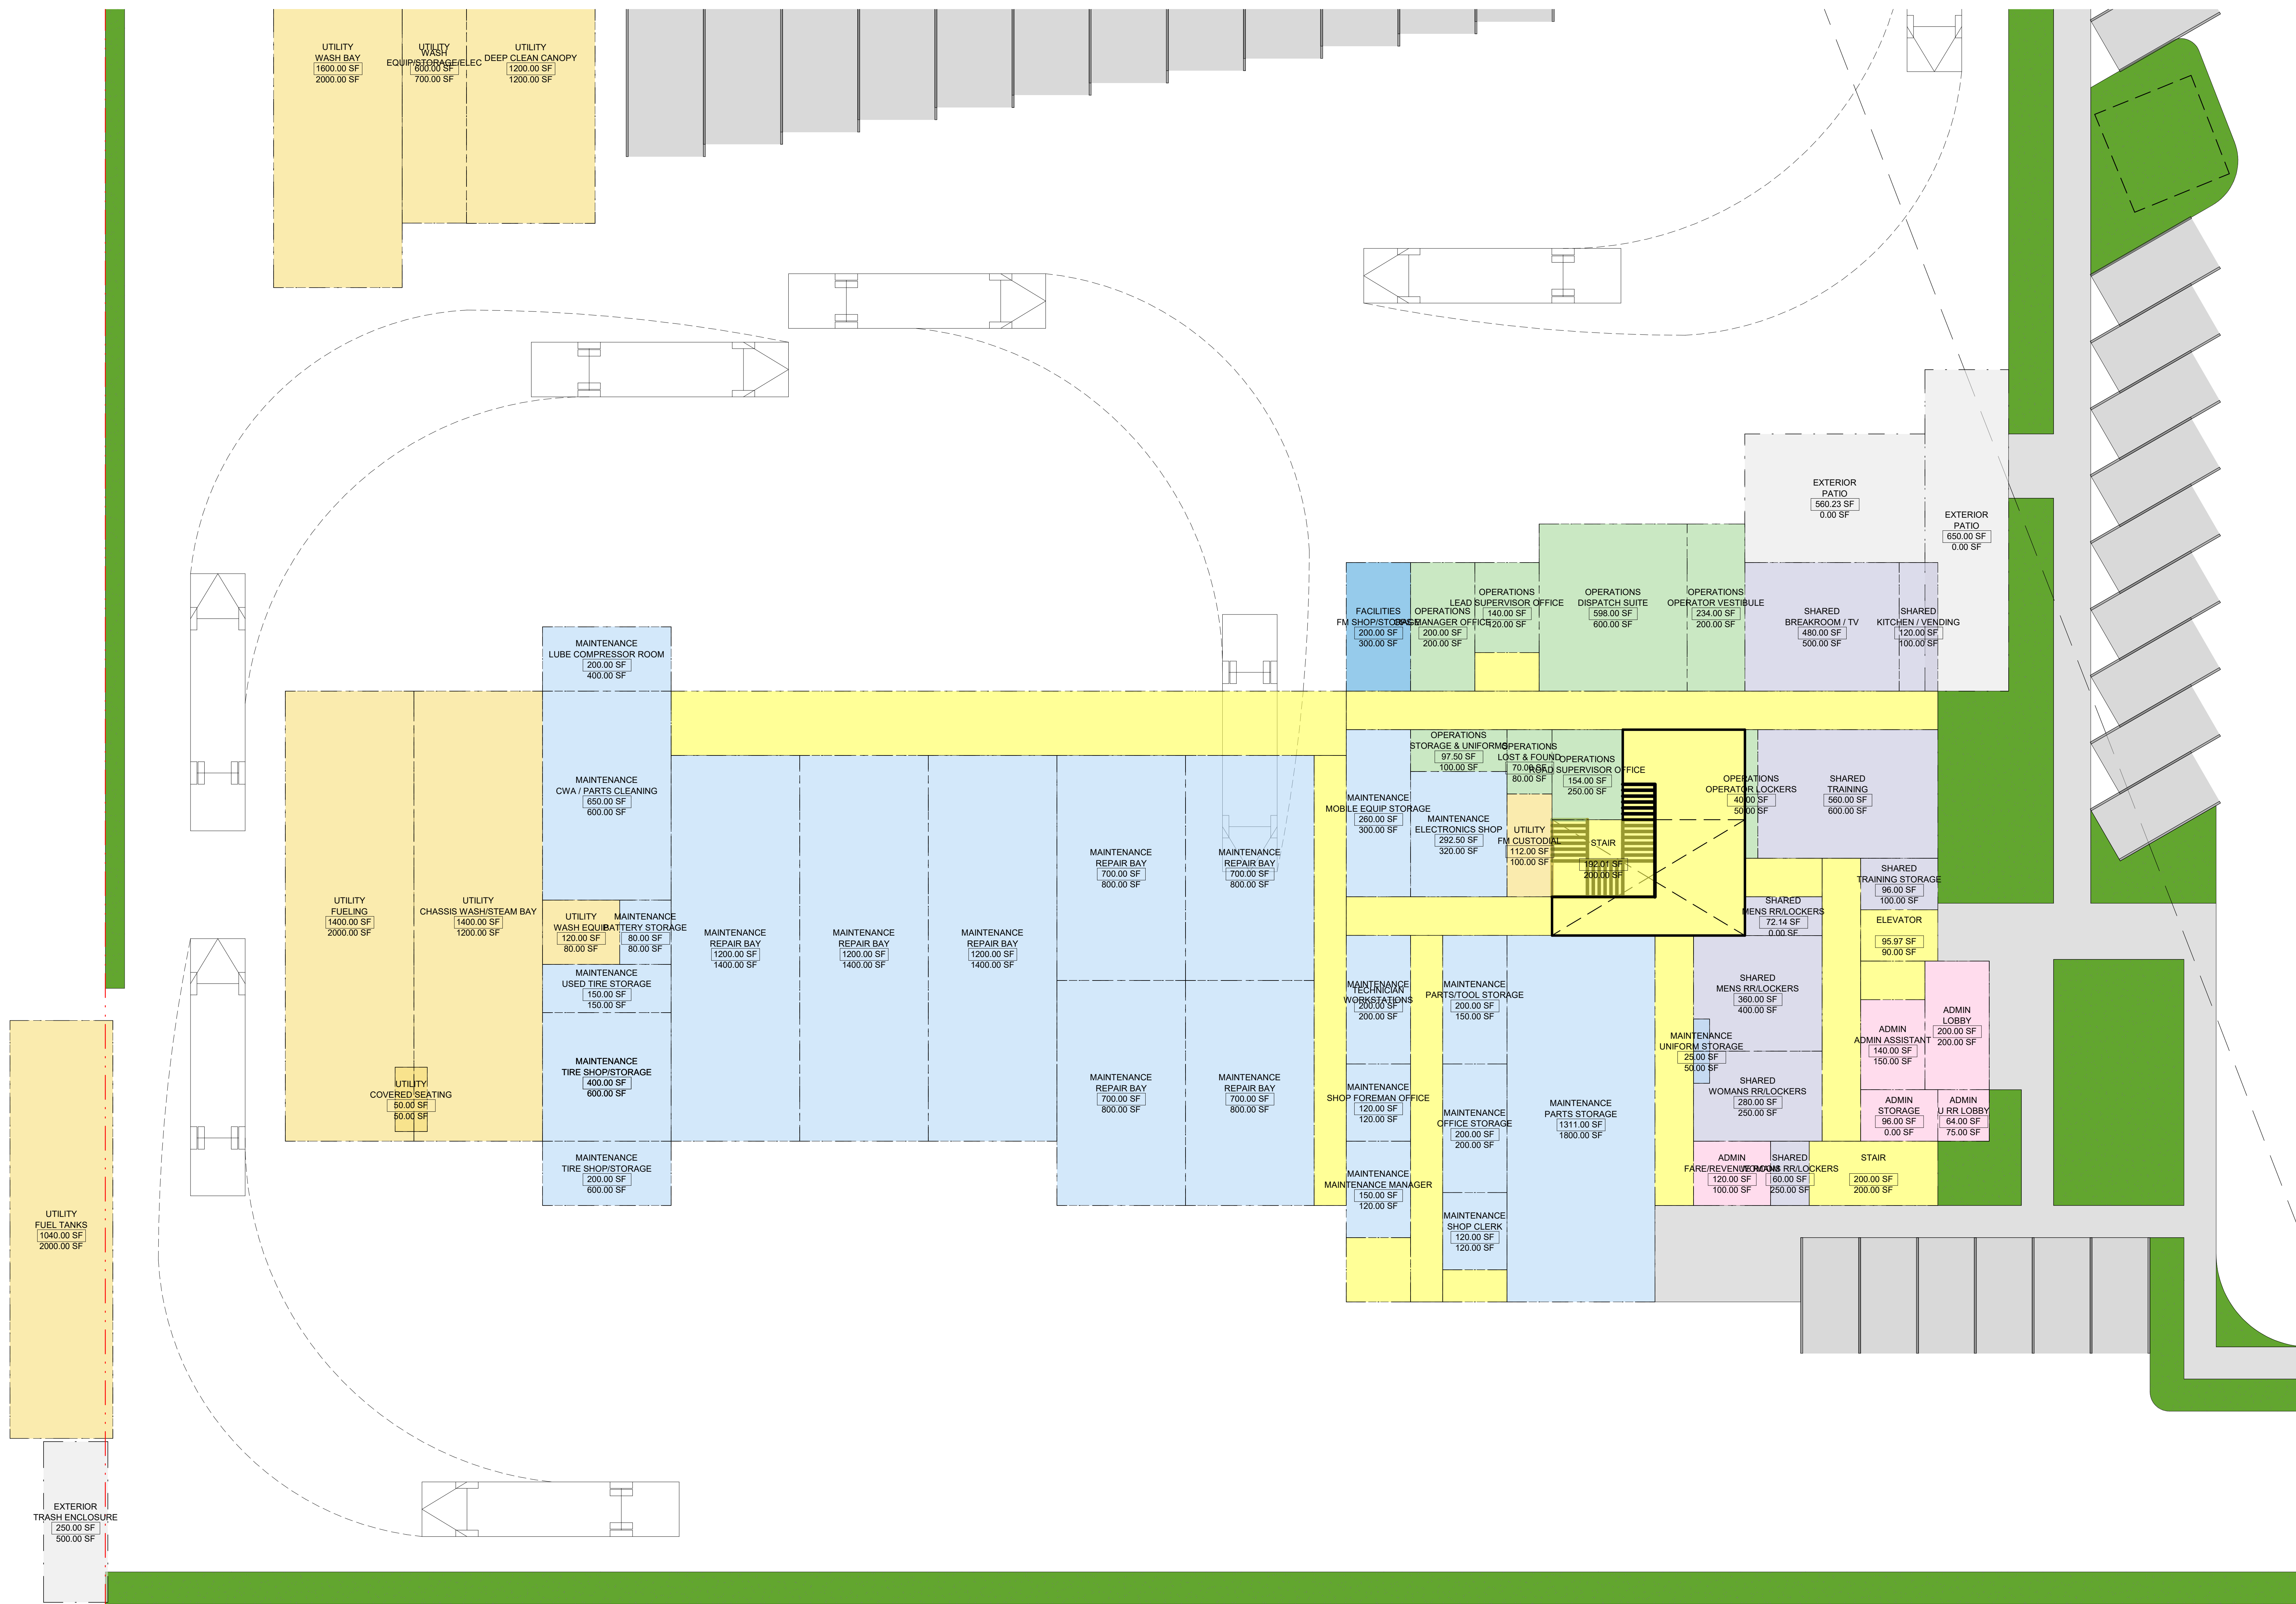 UTILITY
WASH BAY
1600.00 SF
2000.00 SF
UTILITY
WASH
EQUIP/STORAGE/ELEC
600.00 SF
700.00 SF
UTILITY
DEEP CLEAN CANOPY
1200.00 SF
1200.00 SF
EXTERIOR
PATIO
560.23 SF
0.00 SF
EXTERIOR
PATIO
650.00 SF
0.00 SF
FACILITIES
FM SHOP/STORAGE
200.00 SF
300.00 SF
OPERATIONS
OPS MANAGER OFFICE
200.00 SF
200.00 SF
OPERATIONS
LEAD SUPERVISOR OFFICE
140.00 SF
120.00 SF
OPERATIONS
DISPATCH SUITE
598.00 SF
600.00 SF
OPERATIONS
OPERATOR VESTIBULE
234.00 SF
200.00 SF
SHARED
BREAKROOM / TV
480.00 SF
500.00 SF
SHARED
KITCHEN / VENDING
120.00 SF
100.00 SF
MAINTENANCE
LUBE COMPRESSOR ROOM
200.00 SF
400.00 SF
MAINTENANCE
CWA / PARTS CLEANING
650.00 SF
600.00 SF
OPERATIONS
STORAGE & UNIFORMS
97.50 SF
100.00 SF
OPERATIONS
LOST & FOUND
70.00 SF
80.00 SF
OPERATIONS
ROAD SUPERVISOR OFFICE
154.00 SF
250.00 SF
OPERATIONS
OPERATOR LOCKERS
40.00 SF
50.00 SF
SHARED
TRAINING
560.00 SF
600.00 SF
MAINTENANCE
MOBILE EQUIP STORAGE
260.00 SF
300.00 SF
MAINTENANCE
ELECTRONICS SHOP
292.50 SF
320.00 SF
UTILITY
FM CUSTODIAL
112.00 SF
100.00 SF
STAIR
192.01 SF
200.00 SF
MAINTENANCE
REPAIR BAY
700.00 SF
800.00 SF
MAINTENANCE
REPAIR BAY
700.00 SF
800.00 SF
SHARED
TRAINING STORAGE
96.00 SF
100.00 SF
UTILITY
FUELING
1400.00 SF
2000.00 SF
UTILITY
CHASSIS WASH/STEAM BAY
1400.00 SF
1200.00 SF
UTILITY
WASH EQUIP
120.00 SF
80.00 SF
MAINTENANCE
BATTERY STORAGE
80.00 SF
80.00 SF
MAINTENANCE
REPAIR BAY
1200.00 SF
1400.00 SF
MAINTENANCE
REPAIR BAY
1200.00 SF
1400.00 SF
MAINTENANCE
REPAIR BAY
1200.00 SF
1400.00 SF
SHARED
MENS RR/LOCKERS
72.14 SF
0.00 SF
ELEVATOR
95.97 SF
90.00 SF
MAINTENANCE
USED TIRE STORAGE
150.00 SF
150.00 SF
MAINTENANCE
TECHNICIAN
WORKSTATIONS
200.00 SF
200.00 SF
MAINTENANCE
PARTS/TOOL STORAGE
200.00 SF
150.00 SF
SHARED
MENS RR/LOCKERS
360.00 SF
400.00 SF
MAINTENANCE
UNIFORM STORAGE
25.00 SF
50.00 SF
ADMIN
ADMIN ASSISTANT
140.00 SF
150.00 SF
ADMIN
LOBBY
200.00 SF
200.00 SF
MAINTENANCE
TIRE SHOP/STORAGE
400.00 SF
600.00 SF
UTILITY
COVERED SEATING
50.00 SF
50.00 SF
MAINTENANCE
REPAIR BAY
700.00 SF
800.00 SF
MAINTENANCE
REPAIR BAY
700.00 SF
800.00 SF
MAINTENANCE
SHOP FOREMAN OFFICE
120.00 SF
120.00 SF
MAINTENANCE
OFFICE STORAGE
200.00 SF
200.00 SF
MAINTENANCE
PARTS STORAGE
1311.00 SF
1800.00 SF
SHARED
WOMANS RR/LOCKERS
280.00 SF
250.00 SF
ADMIN
STORAGE
96.00 SF
0.00 SF
ADMIN
U RR LOBBY
64.00 SF
75.00 SF
MAINTENANCE
TIRE SHOP/STORAGE
200.00 SF
600.00 SF
MAINTENANCE
MAINTENANCE MANAGER
150.00 SF
120.00 SF
ADMIN
FARE/REVENUE ROOM
120.00 SF
100.00 SF
SHARED
WOMANS RR/LOCKERS
60.00 SF
250.00 SF
STAIR
200.00 SF
200.00 SF
MAINTENANCE
SHOP CLERK
120.00 SF
120.00 SF
UTILITY
FUEL TANKS
1040.00 SF
2000.00 SF
EXTERIOR
TRASH ENCLOSURE
250.00 SF
500.00 SF